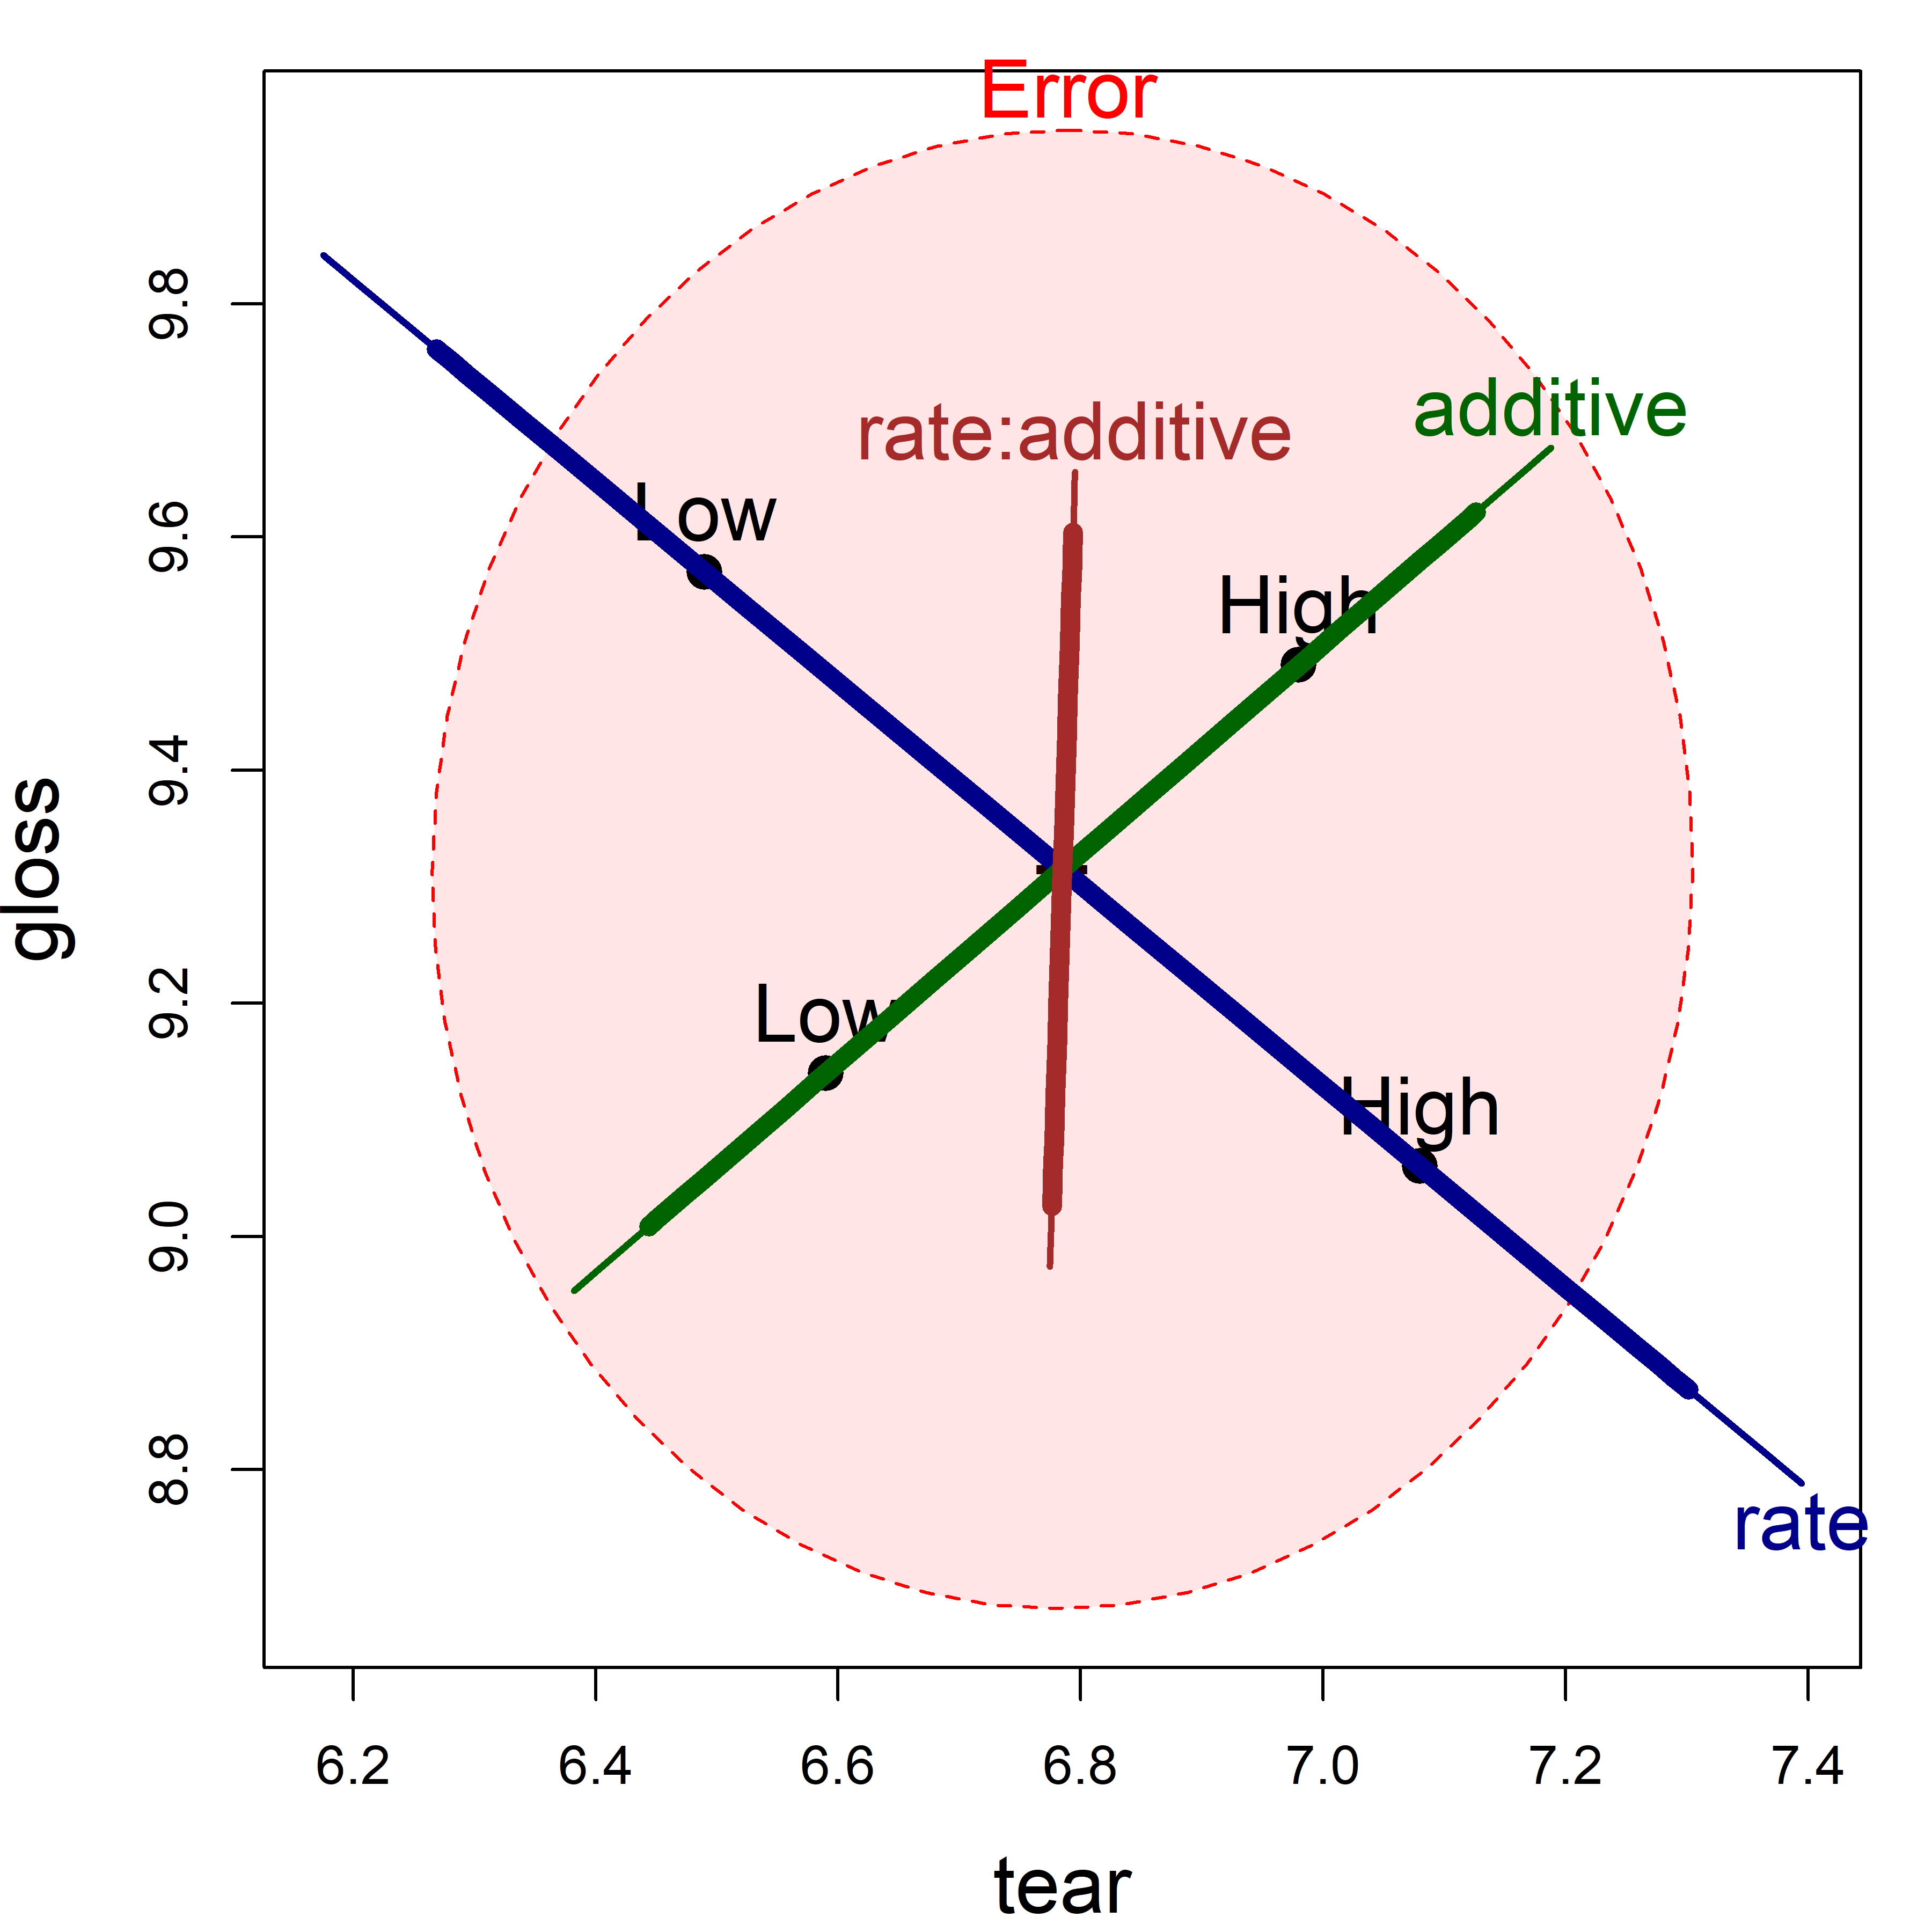 Error
additive
rate:additive
Low
High
Low
High
rate
gloss
9.8
9.6
9.4
9.2
9.0
8.8
6.2 6.4 6.6 6.8 7.0 7.2 7.4
tear